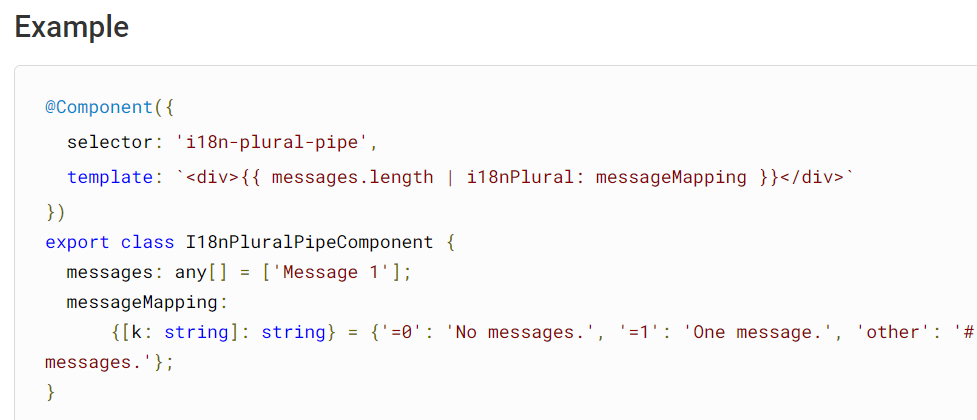 Example
@Component({
  selector: 'i18n-plural-pipe',
  template: `<div>{{ messages.length | i18nPlural: messageMapping }}</div>`
})
export class I18nPluralPipeComponent {
  messages: any[] = ['Message 1'];
  messageMapping:
      {[k: string]: string} = {'=0': 'No messages.', '=1': 'One message.', 'other': '#
messages.'};
}